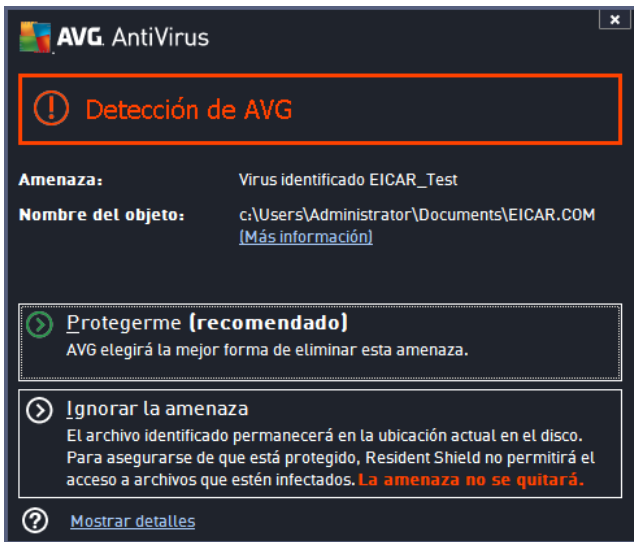 AVG AntiVirus
Detección de AVG
Amenaza: Virus identificado EICAR_Test
Nombre del objeto: c:\Users\Administrator\Documents\EICAR.COM
(Más información)
Protegerme (recomendado)
AVG elegirá la mejor forma de eliminar esta amenaza.
Ignorar la amenaza
El archivo identificado permanecerá en la ubicación actual en el disco.
Para asegurarse de que está protegido, Resident Shield no permitirá el
acceso a archivos que estén infectados. La amenaza no se quitará.
Mostrar detalles